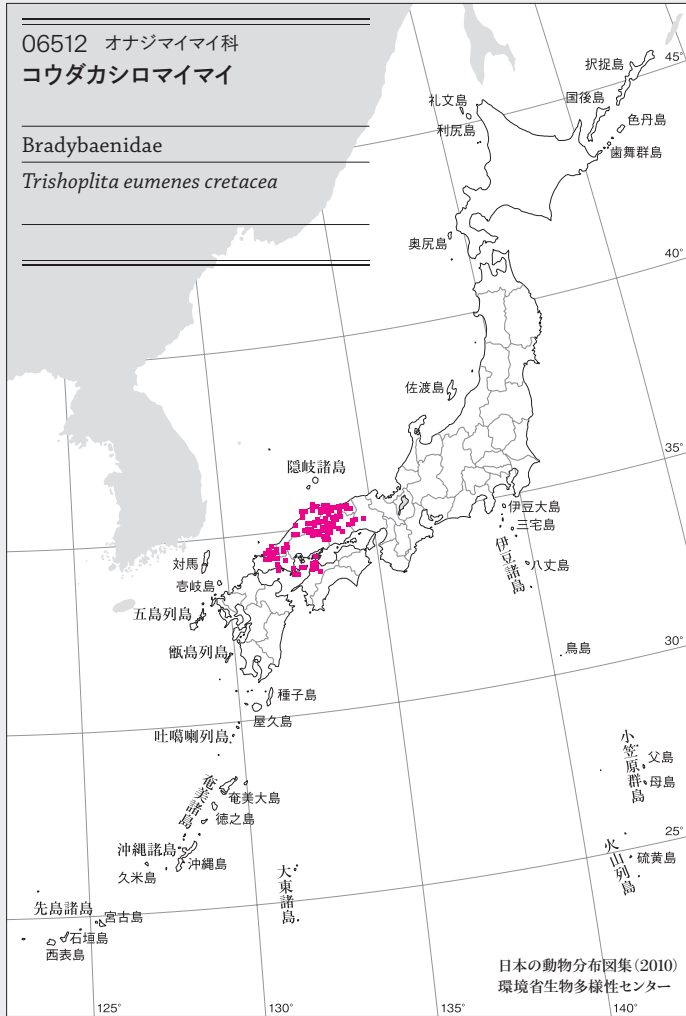 06512 オナジマイマイ科
コウダカシロマイマイ
Bradybaenidae
Trishoplita eumenes cretacea
択捉島
45°
国後島
礼文島
色丹島
利尻島
歯舞群島
奥尻島
40°
佐渡島
35°
隠岐諸島
伊豆大島
三宅島
伊豆諸島
八丈島
対馬
壱岐島
五島列島
甑島列島
鳥島
30°
種子島
屋久島
吐噶喇列島
小笠原群島
父島
母島
奄美諸島
奄美大島
徳之島
25°
沖縄諸島
沖縄島
久米島
火山列島
硫黄島
大東諸島
先島諸島
宮古島
石垣島
西表島
日本の動物分布図集(2010)
環境省生物多様性センター
125°
130°
135°
140°